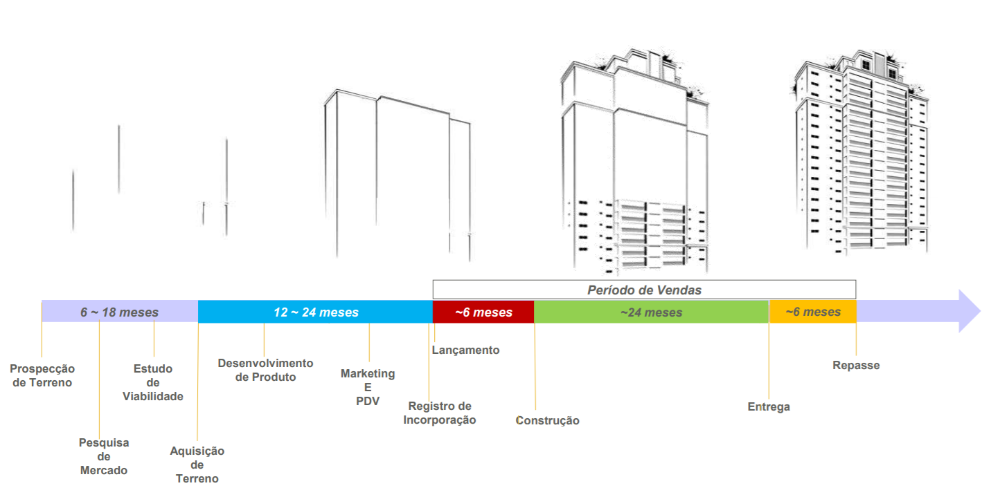 Período de Vendas
6 ~ 18 meses
12 ~ 24 meses
~6 meses
~24 meses
~6 meses
Prospecção
de Terreno
Pesquisa
de
Mercado
Estudo
de
Viabilidade
Aquisição
de
Terreno
Desenvolvimento
de Produto
Marketing
E
PDV
Registro de
Incorporação
Lançamento
Construção
Entrega
Repasse